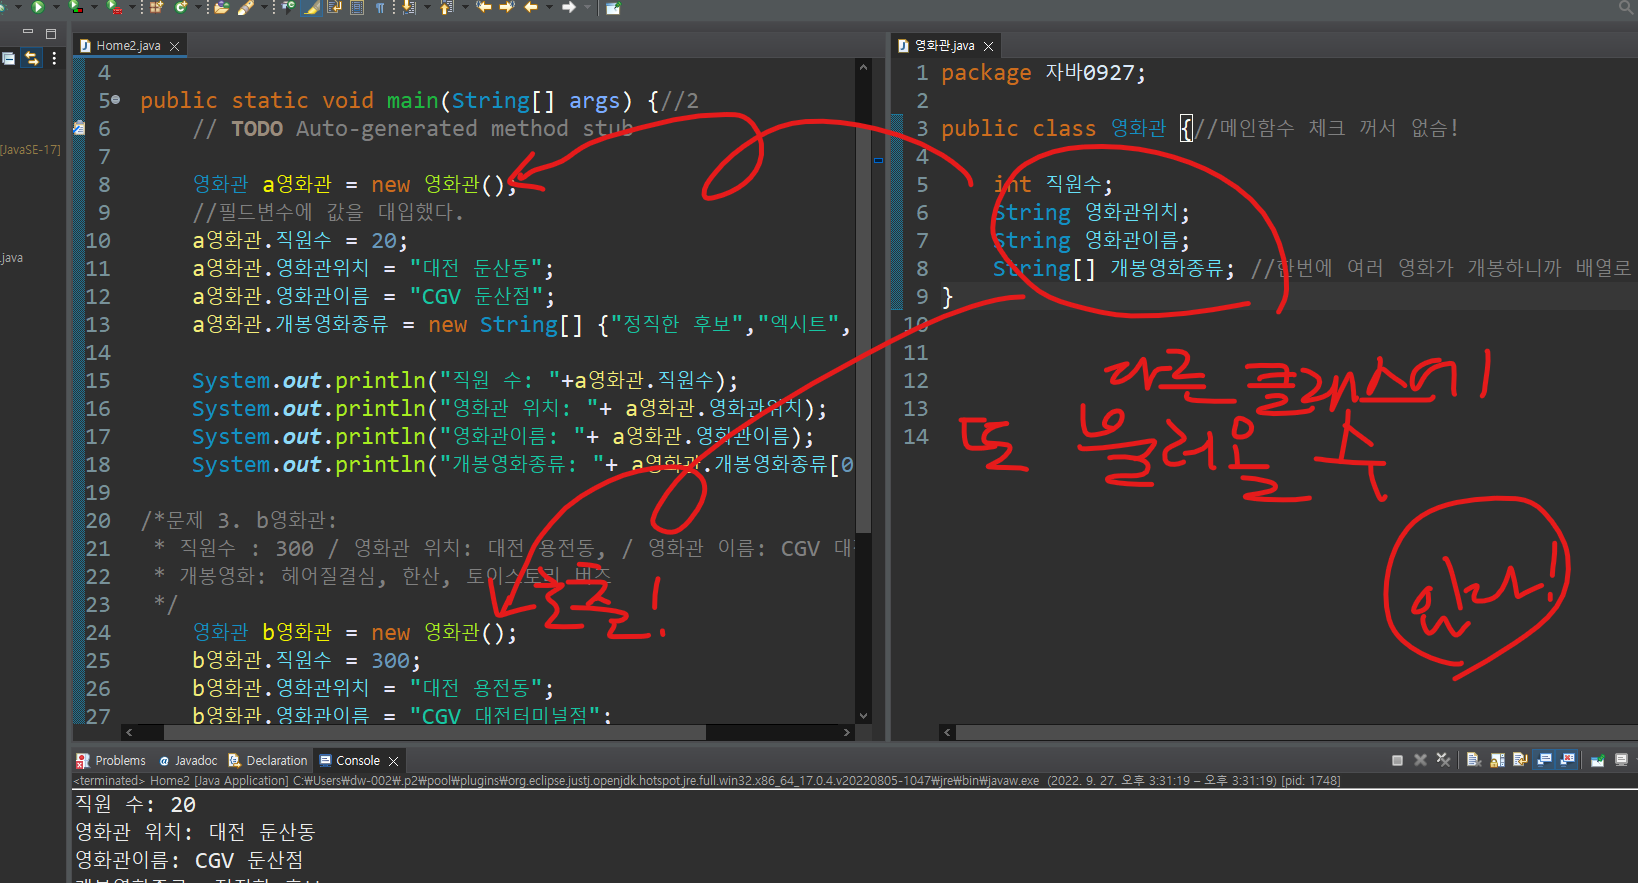 Home2.java
영화관.java
4
5 public static void main(String[] args) {//2
6 // TODO Auto-generated method stub
7
8 영화관 a영화관 = new 영화관();
9 //필드변수에 값을 대입했다.
10 a영화관.직원수 = 20;
11 a영화관.영화관위치 = "대전 둔산동";
12 a영화관.영화관이름 = "CGV 둔산점";
13 a영화관.개봉영화종류 = new String[] {"정직한 후보","엑시트",
14
15 System.out.println("직원 수: "+a영화관.직원수);
16 System.out.println("영화관 위치: "+ a영화관.영화관위치);
17 System.out.println("영화관이름: "+ a영화관.영화관이름);
18 System.out.println("개봉영화종류: "+ a영화관.개봉영화종류[0
19
20 /*문제 3. b영화관:
21 * 직원수 : 300 / 영화관 위치: 대전 용전동, / 영화관 이름: CGV 대
22 * 개봉영화: 헤어질결심, 한산, 토이스토리 버즈
23 */
24 영화관 b영화관 = new 영화관();
25 b영화관.직원수 = 300;
26 b영화관.영화관위치 = "대전 용전동";
27 b영화관.영화관이름 = "CGV 대전터미널점";
호출!
1 package 자바0927;
2
3 public class 영화관 {//메인함수 체크 꺼서 없슴!
4
5 int 직원수;
6 String 영화관위치;
7 String 영화관이름;
8 String[] 개봉영화종류; //한번에 여러 영화가 개봉하니까 배열로
9 }
10
11
12
13
14
다른 클래스에
또 불러올 수
있다!
[JavaSE-17]
.java
Problems Javadoc Declaration Console
<terminated> Home2 [Java Application] C:₩Users₩dw-002₩.p2₩pool₩plugins₩org.eclipse.justj.openjdk.hotspot.jre.full.win32.x86_64_17.0.4.v20220805-1047₩jre₩bin₩javaw.exe (2022. 9. 27. 오후 3:31:19 – 오후 3:31:19) [pid: 1748]
직원 수: 20
영화관 위치: 대전 둔산동
영화관이름: CGV 둔산점